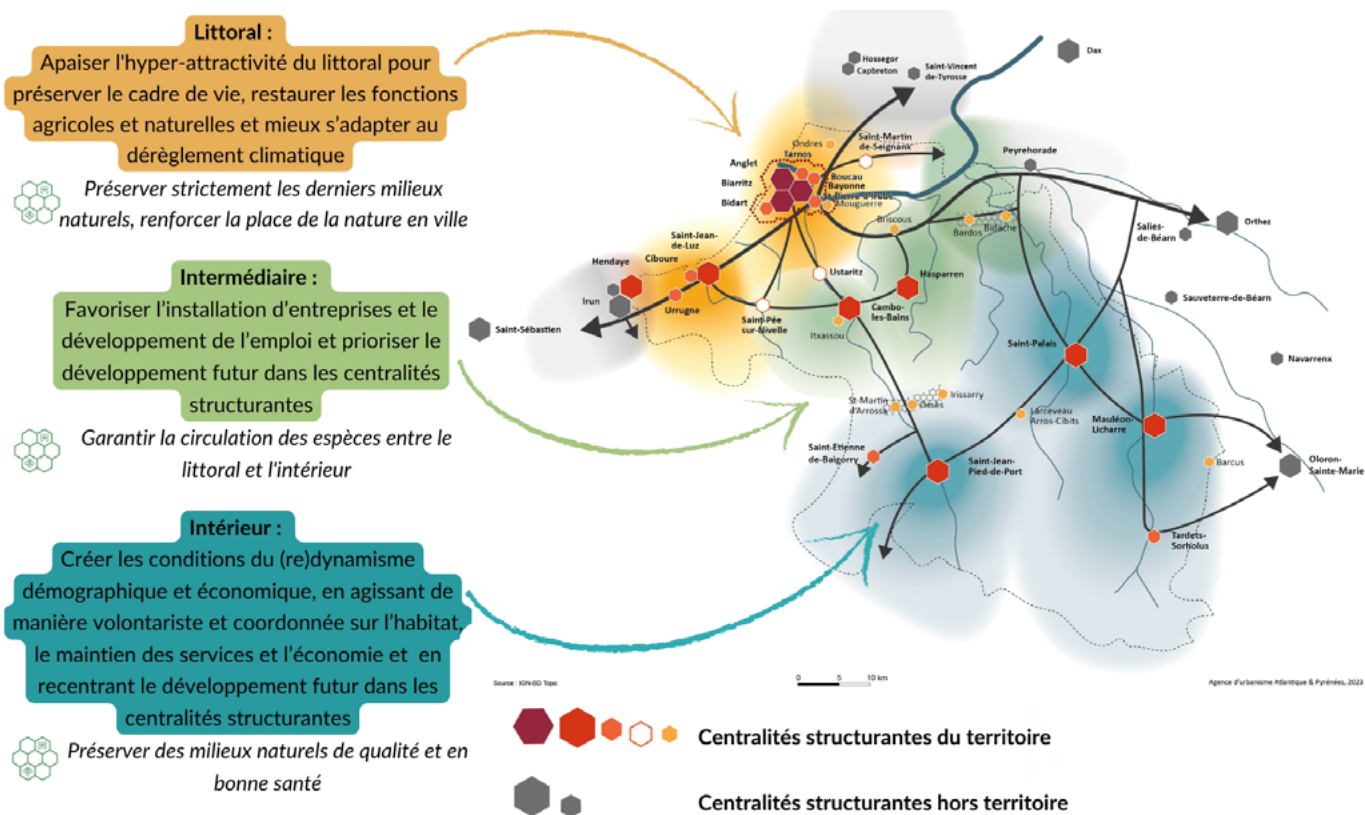 Littoral :
Apaiser l'hyper-attractivité du littoral pour
préserver le cadre de vie, restaurer les fonctions
agricoles et naturelles et mieux s'adapter au
dérèglement climatique
Préserver strictement les derniers milieux
naturels, renforcer la place de la nature en ville
Intermédiaire :
Favoriser l'installation d'entreprises et le
développement de l'emploi et prioriser le
développement futur dans les centralités
structurantes
Garantir la circulation des espèces entre le
littoral et l'intérieur
Intérieur :
Créer les conditions du (re)dynamisme
démographique et économique, en agissant de
manière volontariste et coordonnée sur l'habitat,
le maintien des services et l'économie et en
recentrant le développement futur dans les
centralités structurantes
Préserver des milieux naturels de qualité et en
bonne santé
Dax
Hossegor
Capbreton
Saint-Vincent
de-Tyrosse
Ondres
Tarnos
Saint-Martin
de-Seignanx
Anglet
Biarritz
Bidart
Boucau
Bayonne
St-Pierre-d'Irube
Mouguerre
Peyrehorade
Briscous
Bardos
Bidache
Salies-
de-Béarn
Orthez
Saint-Jean-
de-Luz
Ciboure
Hendaye
Irun
Urrugne
Saint-Sébastien
Ustaritz
Hasparren
Saint-Pée
sur-Nivelle
Cambo-
les-Bains
Itxassou
Sauveterre-de-Béarn
Saint-Palais
Navarrenx
St-Martin
d'Arrossa
Ossès
Irissarry
Larceveau
Arros-Cibits
Mauléon-
Licharre
Saint-Etienne
de-Baïgorry
Saint-Jean-
Pied-de-Port
Barcus
Oloron-
Sainte-Marie
Tardets-
Sorholus
Source : IGN-BD Topo
0 5 10 km
Agence d'urbanisme Atlantique & Pyrénées, 2023
Centralités structurantes du territoire
Centralités structurantes hors territoire